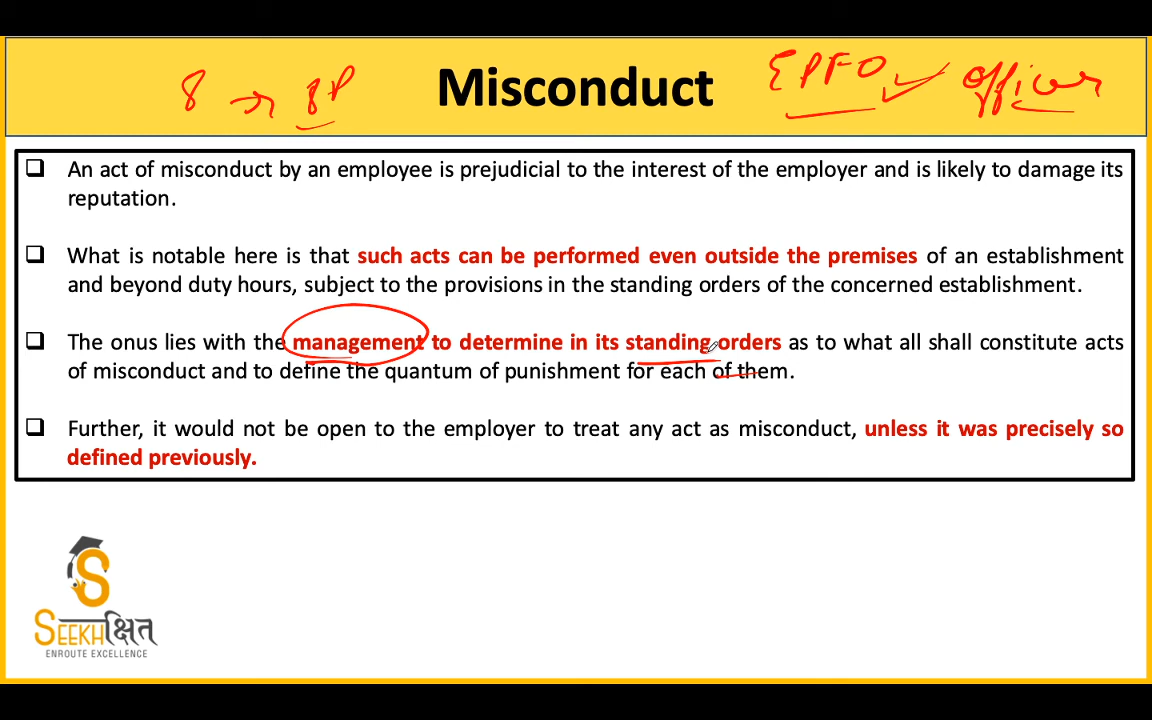 Misconduct
EPFO officer
❑ An act of misconduct by an employee is prejudicial to the interest of the employer and is likely to damage its
reputation.
❑ What is notable here is that such acts can be performed even outside the premises of an establishment
and beyond duty hours, subject to the provisions in the standing orders of the concerned establishment.
❑ The onus lies with the management to determine in its standing orders as to what all shall constitute acts
of misconduct and to define the quantum of punishment for each of them.
❑ Further, it would not be open to the employer to treat any act as misconduct, unless it was precisely so
defined previously.
S
SEEKHक्षित
ENROUTE EXCELLENCE